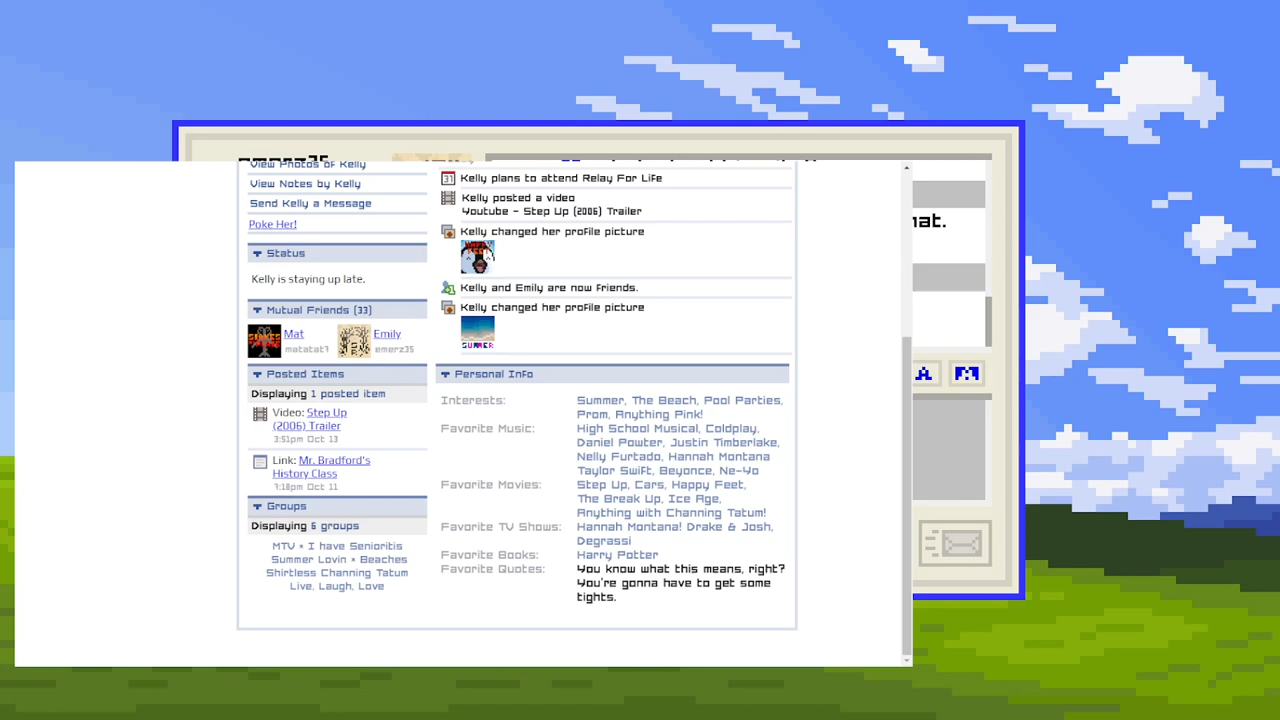 View Photos of Kelly
View Notes by Kelly
Send Kelly a Message
Poke Her!
Status
Kelly is staying up late.
Mutual Friends (33)
Mat
matatat7
Emily
emerz35
Posted Items
Displaying 1 posted item
Video: Step Up
(2006) Trailer
3:51pm Oct 13
Link: Mr. Bradford's
History Class
7:18pm Oct 11
Groups
Displaying 6 groups
MTV • I have Senioritis
Summer Lovin • Beaches
Shirtless Channing Tatum
Live, Laugh, Love
31 Kelly plans to attend Relay For Life
Kelly posted a video
Youtube - Step Up (2006) Trailer
Kelly changed her profile picture
Kelly and Emily are now friends.
Kelly changed her profile picture
SUMMER
Personal Info
Interests: Summer, The Beach, Pool Parties,
Prom, Anything Pink!
Favorite Music: High School Musical, Coldplay,
Daniel Powter, Justin Timberlake,
Nelly Furtado, Hannah Montana
Taylor Swift, Beyonce, Ne-Yo
Favorite Movies: Step Up, Cars, Happy Feet,
The Break Up, Ice Age,
Anything with Channing Tatum!
Favorite TV Shows: Hannah Montana! Drake & Josh,
Degrassi
Favorite Books: Harry Potter
Favorite Quotes: You know what this means, right?
You're gonna have to get some
tights.
hat.
A